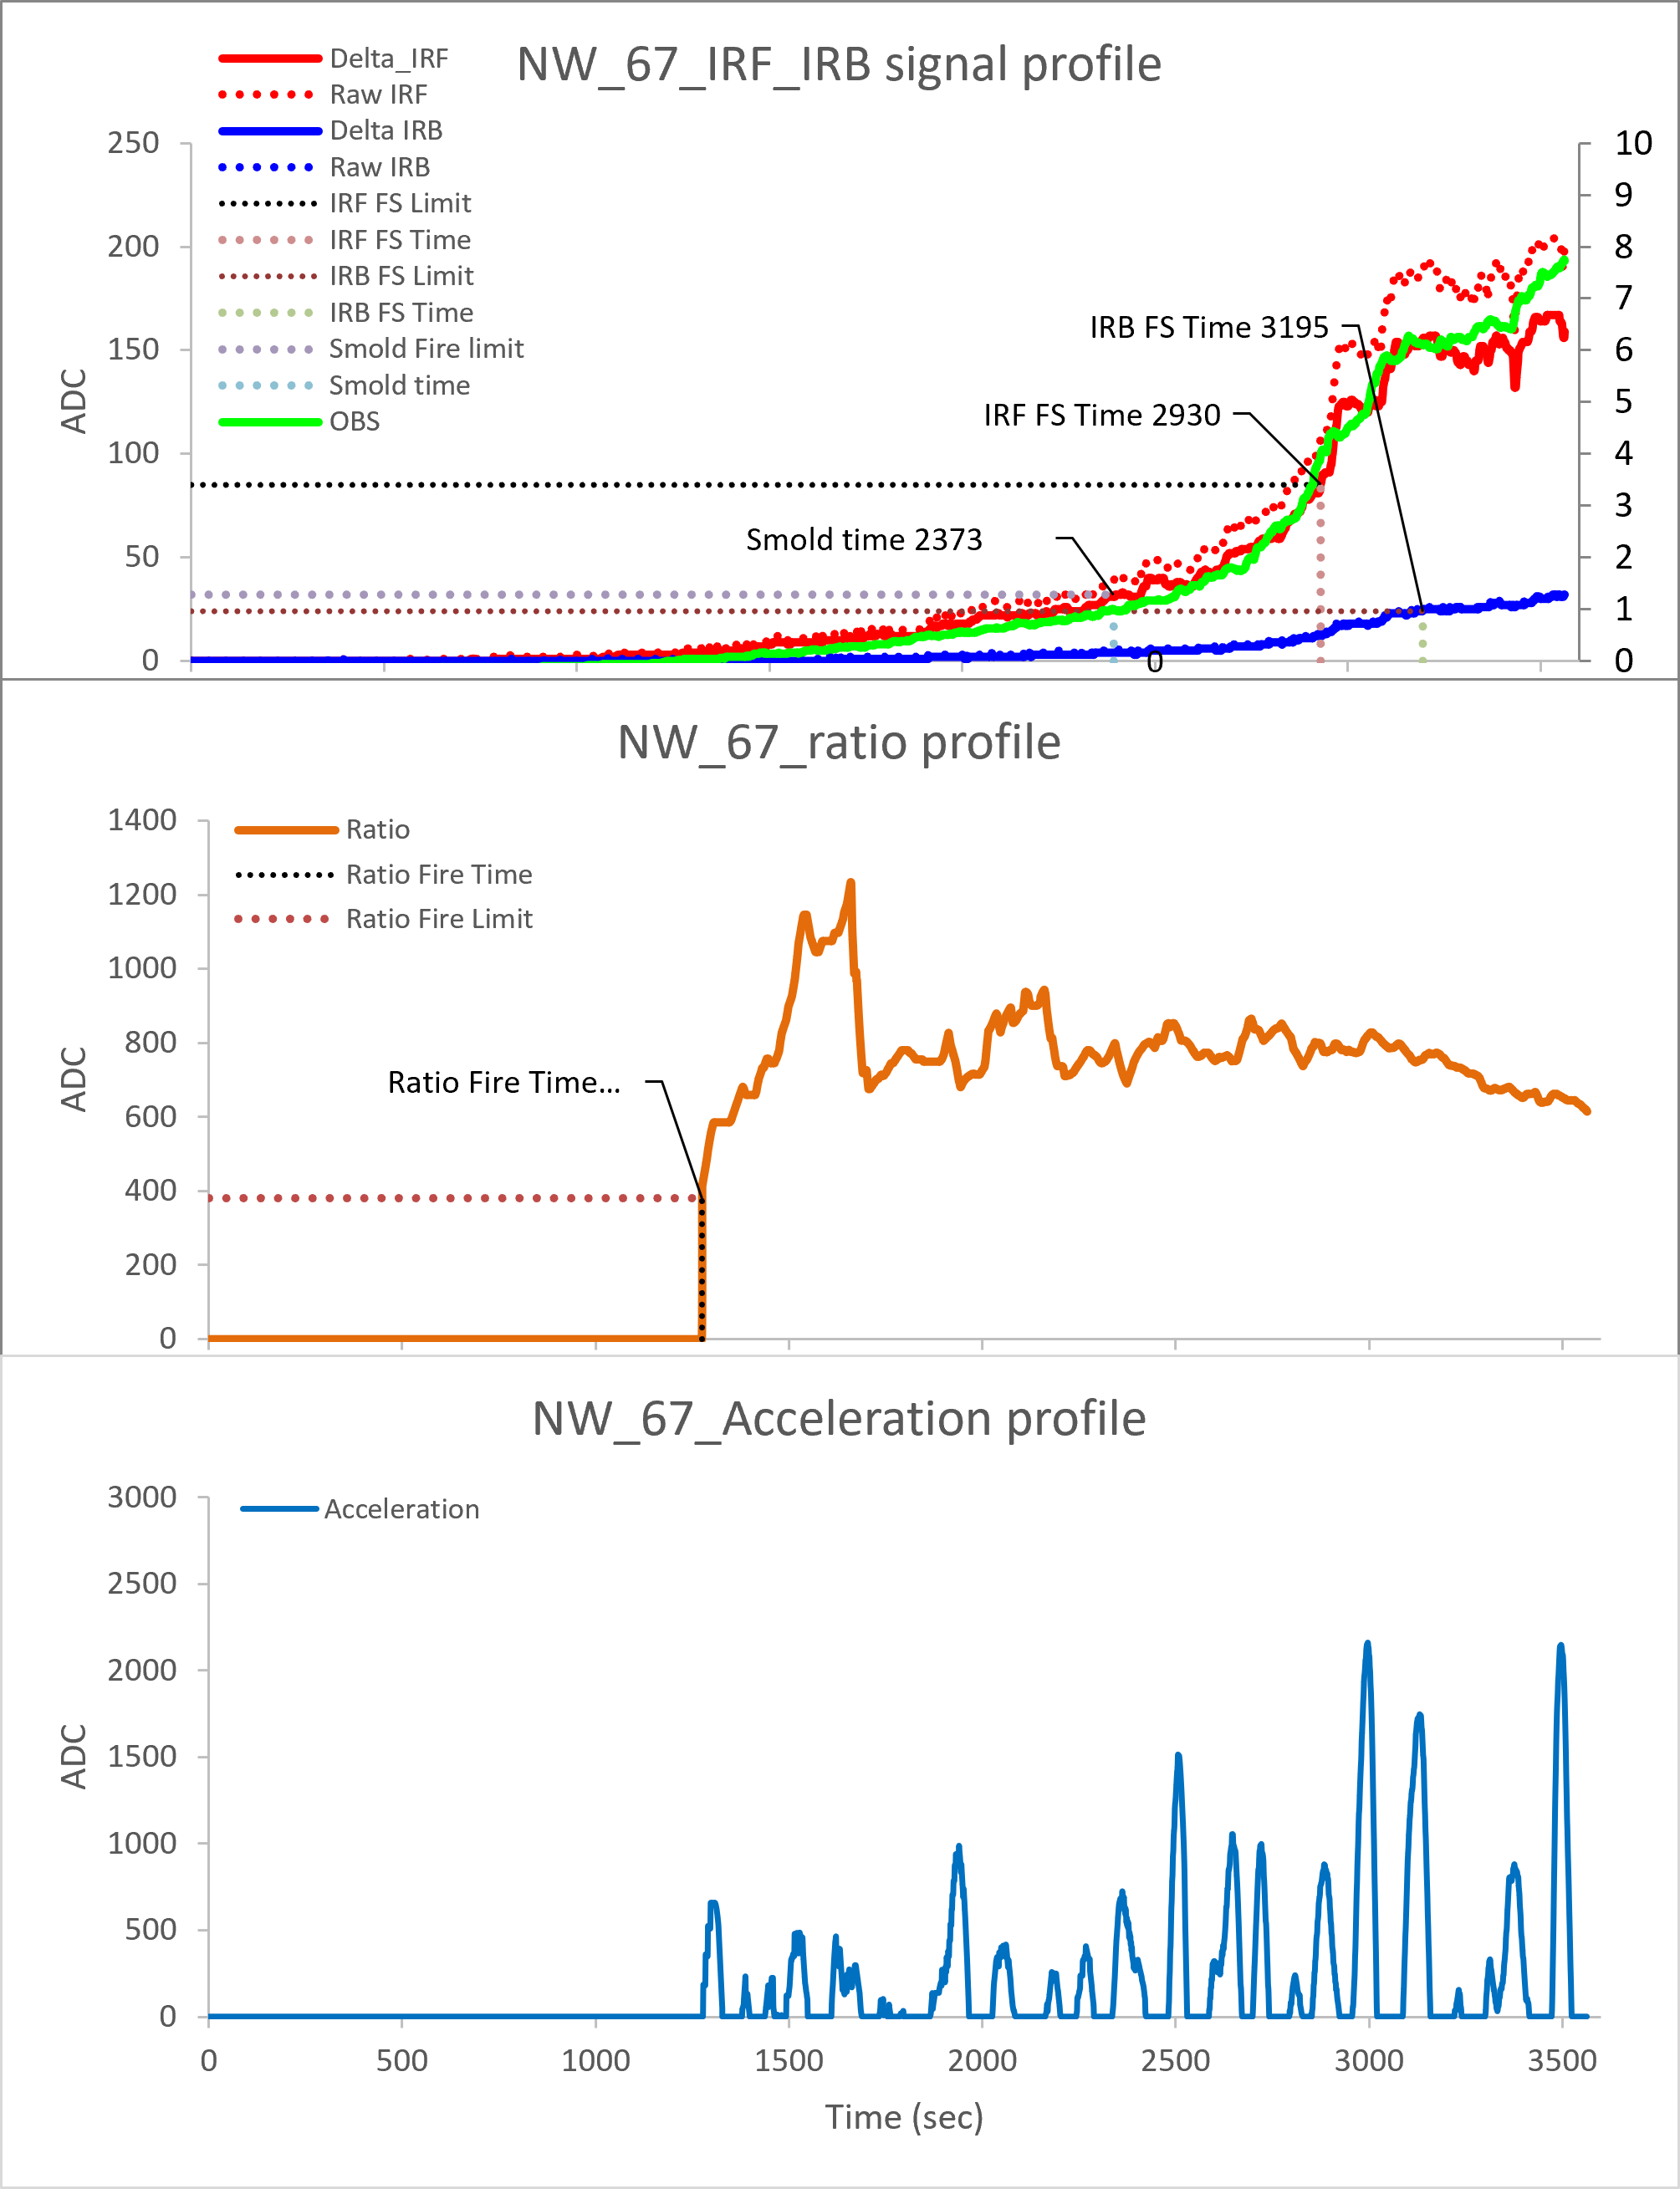 NW_67_IRF_IRB signal profile
Delta_IRF
Raw IRF
Delta IRB
Raw IRB
IRF FS Limit
IRF FS Time
IRB FS Limit
IRB FS Time
Smold Fire limit
Smold time
OBS
ADC
250
200
150
100
50
0
10
9
8
7
6
5
4
3
2
1
0
0
IRB FS Time 3195
IRF FS Time 2930
Smold time 2373
NW_67_ratio profile
Ratio
Ratio Fire Time
Ratio Fire Limit
ADC
1400
1200
1000
800
600
400
200
0
Ratio Fire Time...
NW_67_Acceleration profile
Acceleration
ADC
3000
2500
2000
1500
1000
500
0
0 500 1000 1500 2000 2500 3000 3500
Time (sec)